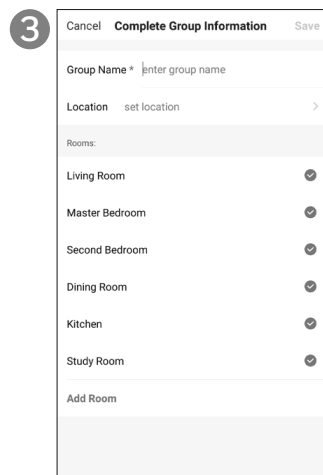 3
Cancel Complete Group Information Save
Group Name * enter group name
Location set location
Rooms:
Living Room
Master Bedroom
Second Bedroom
Dining Room
Kitchen
Study Room
Add Room